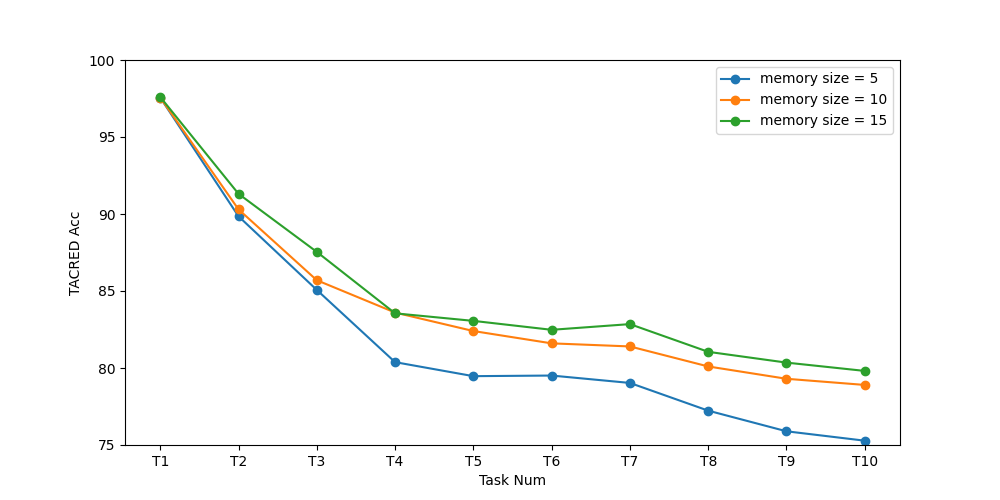 100
95
90
85
80
75
TACRED Acc
memory size = 5
memory size = 10
memory size = 15
T1 T2 T3 T4 T5 T6 T7 T8 T9 T10
Task Num